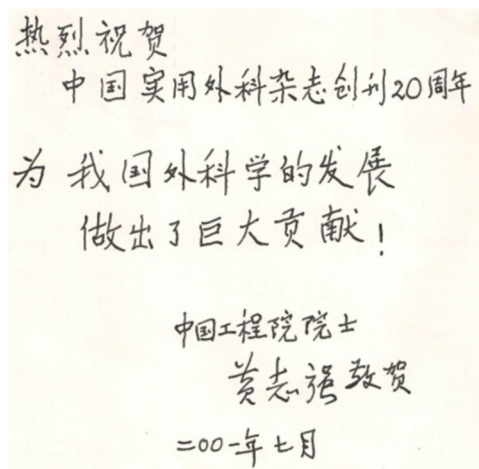 热烈祝贺
中国实用外科杂志创刊20周年
为我国外科学的发展
做出了巨大贡献！
中国工程院院士
黄志强敬贺
二〇〇一年七月